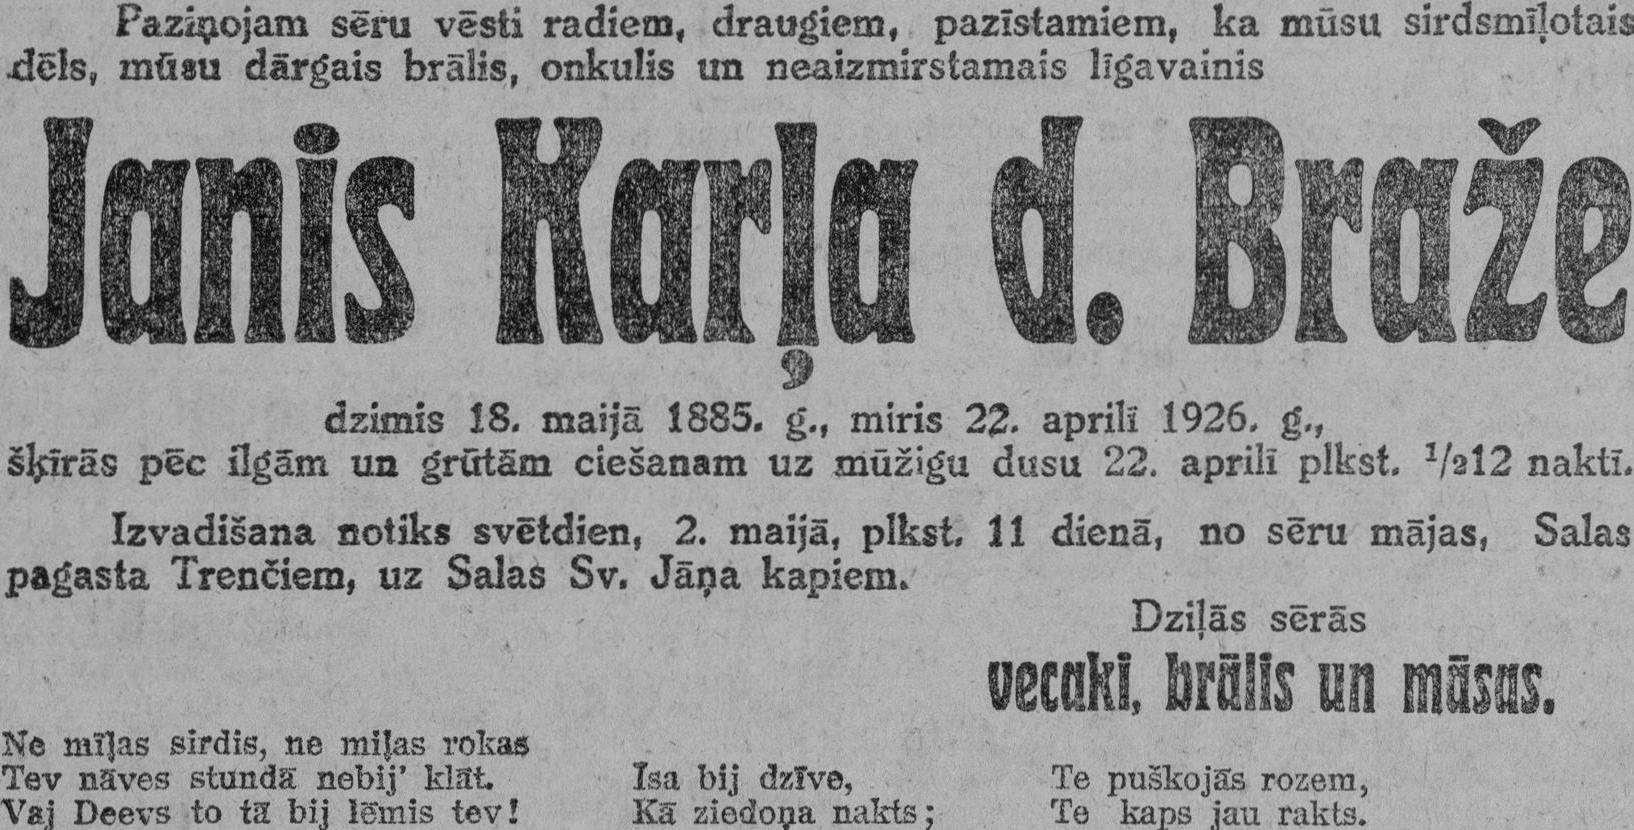 Paziņojam sēru vēsti radiem, draugiem, pazīstamiem, ka mūsu sirdsmīļotais
dēls, mūsu dārgais brālis, onkulis un neaizmirstamais līgavainis
Janis Karļa d. Braže
dzimis 18. maijā 1885. g., miris 22. aprilī 1926. g.,
šķīrās pēc ilgām un grūtām ciešanam uz mūžigu dusu 22. aprilī plkst. ½12 naktī.
Izvadišana notiks svētdien, 2. maijā, plkst. 11 dienā, no sēru mājas, Salas
pagasta Trenčiem, uz Salas Sv. Jāņa kapiem.
Dziļās sērās
vecaki, brālis un māsas.
Ne mīļas sirdis, ne miļas rokas
Tev nāves stundā nebij' klāt.
Vaj Deevs to tā bij lēmis tev!
Īsa bij dzīve,
Kā ziedoņa nakts;
Te puškojās rozem,
Te kaps jau rakts.